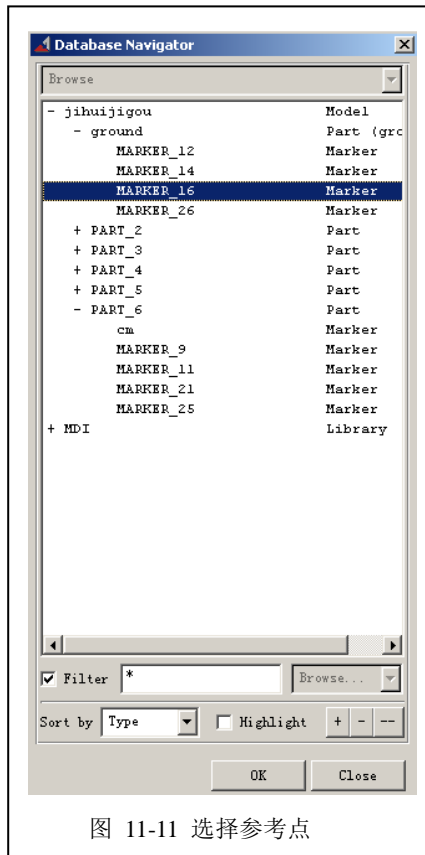 Database Navigator
Browse
- jihuijigou Model
- ground Part (grc
MARKER_12 Marker
MARKER_14 Marker
MARKER_16 Marker
MARKER_26 Marker
+ PART_2 Part
+ PART_3 Part
+ PART_4 Part
+ PART_5 Part
- PART_6 Part
cm Marker
MARKER_9 Marker
MARKER_11 Marker
MARKER_21 Marker
MARKER_25 Marker
+ MDI Library
Filter * Browse...
Sort by Type Highlight + - --
OK Close
图 11-11 选择参考点